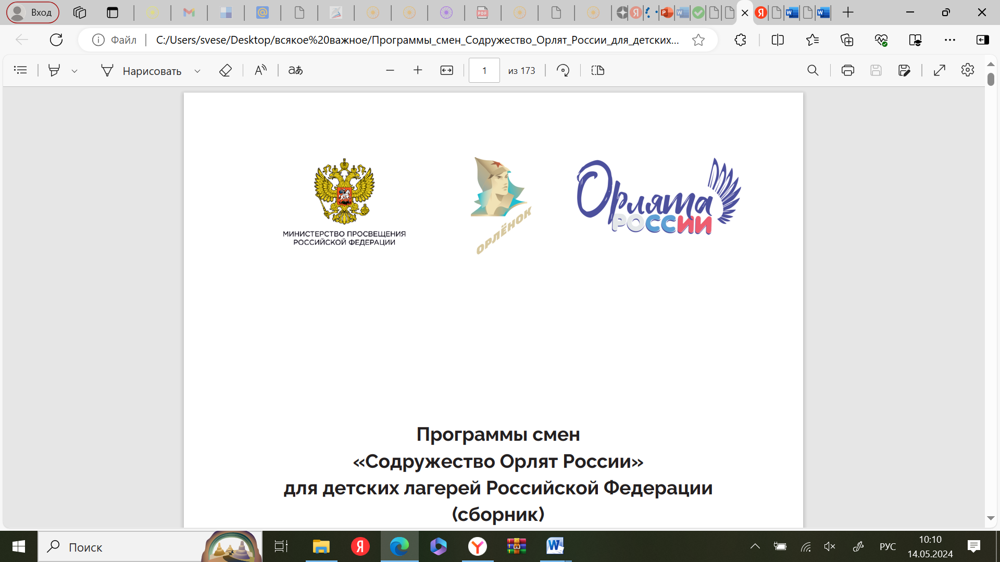 Вход
Файл
C:/Users/svese/Desktop/всякое%20важное/Программы_смен_Содружество_Орлят_России_для_детских...
Нарисовать
1
из 173
МИНИСТЕРСТВО ПРОСВЕЩЕНИЯ
РОССИЙСКОЙ ФЕДЕРАЦИИ
ОРЛЁНОК
Орлята
РОССИИ
Программы смен
«Содружество Орлят России»
для детских лагерей Российской Федерации
(сборник)
Поиск
РУС
10:10
14.05.2024